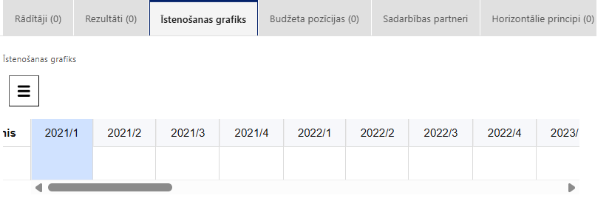 Rādītāji (0) Rezultāti (0) Īstenošanas grafiks Budžeta pozīcijas (0) Sadarbības partneri Horizontālie principi (0)
Īstenošanas grafiks
nis 2021/1 2021/2 2021/3 2021/4 2022/1 2022/2 2022/3 2022/4 2023/